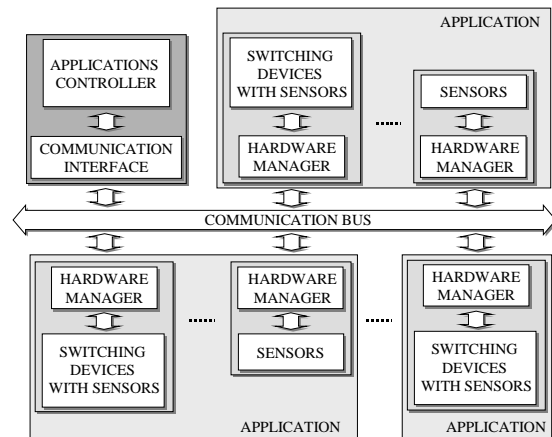 APPLICATION
APPLICATIONS
CONTROLLER
COMMUNICATION
INTERFACE
SWITCHING
DEVICES
WITH SENSORS
HARDWARE
MANAGER
SENSORS
HARDWARE
MANAGER
COMMUNICATION BUS
HARDWARE
MANAGER
SWITCHING
DEVICES
WITH SENSORS
HARDWARE
MANAGER
SENSORS
APPLICATION
HARDWARE
MANAGER
SWITCHING
DEVICES
WITH SENSORS
APPLICATION